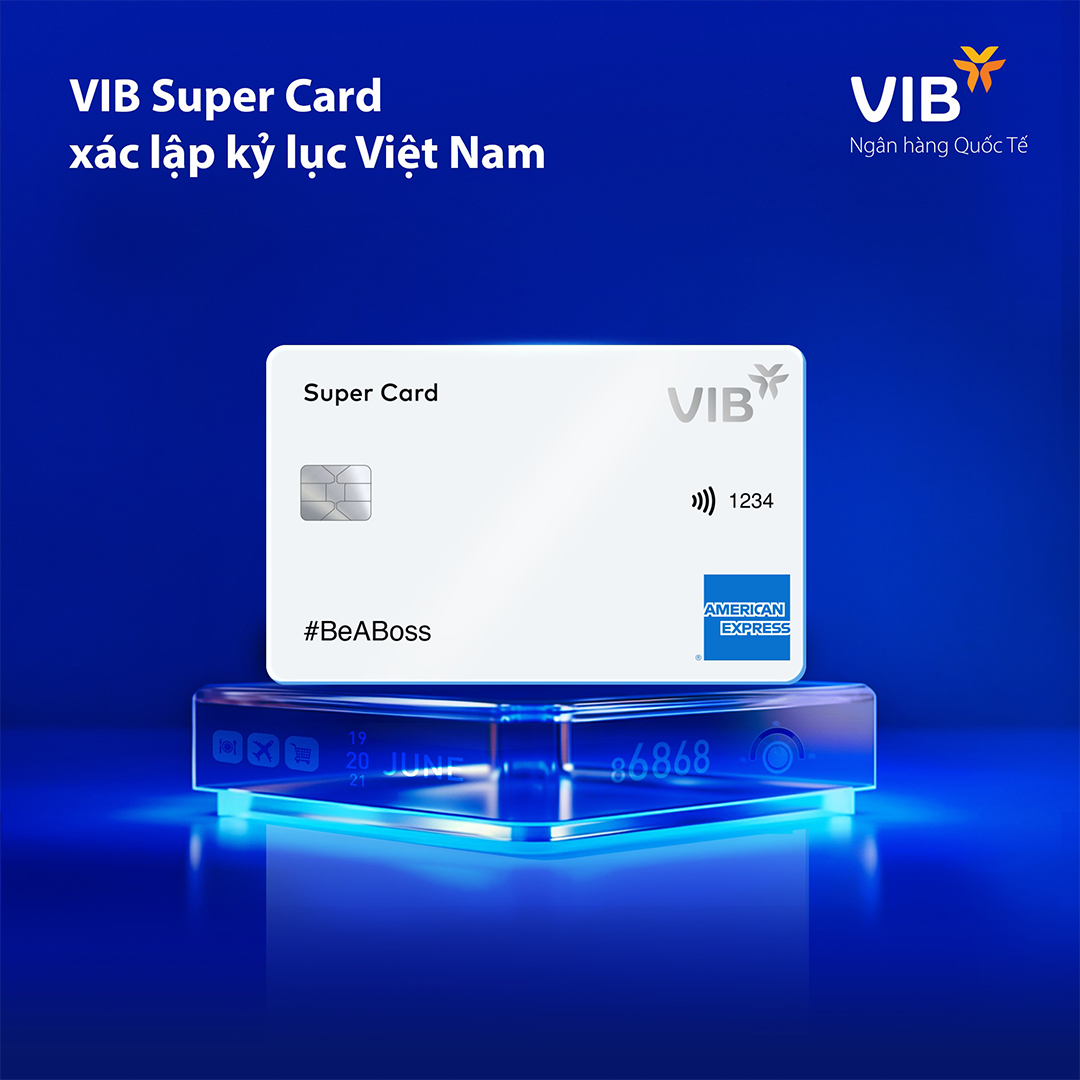 VIB Super Card
xác lập kỷ lục Việt Nam
VIB
Ngân hàng Quốc Tế
Super Card
VIB
1234
#BeABoss
AMERICAN
EXPRESS
®
19
20 JUNE
21
86868